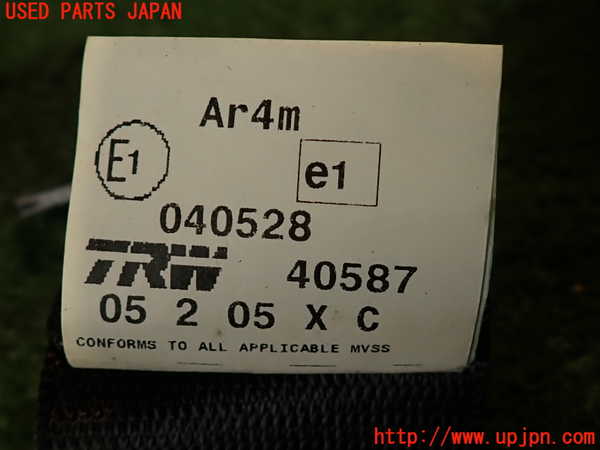 USED PARTS JAPAN
Ar4m
E1
e1
040528
TRW 40587
05 2 05 X C
CONFORMS TO ALL APPLICABLE MVSS
http://www.upjpn.com/